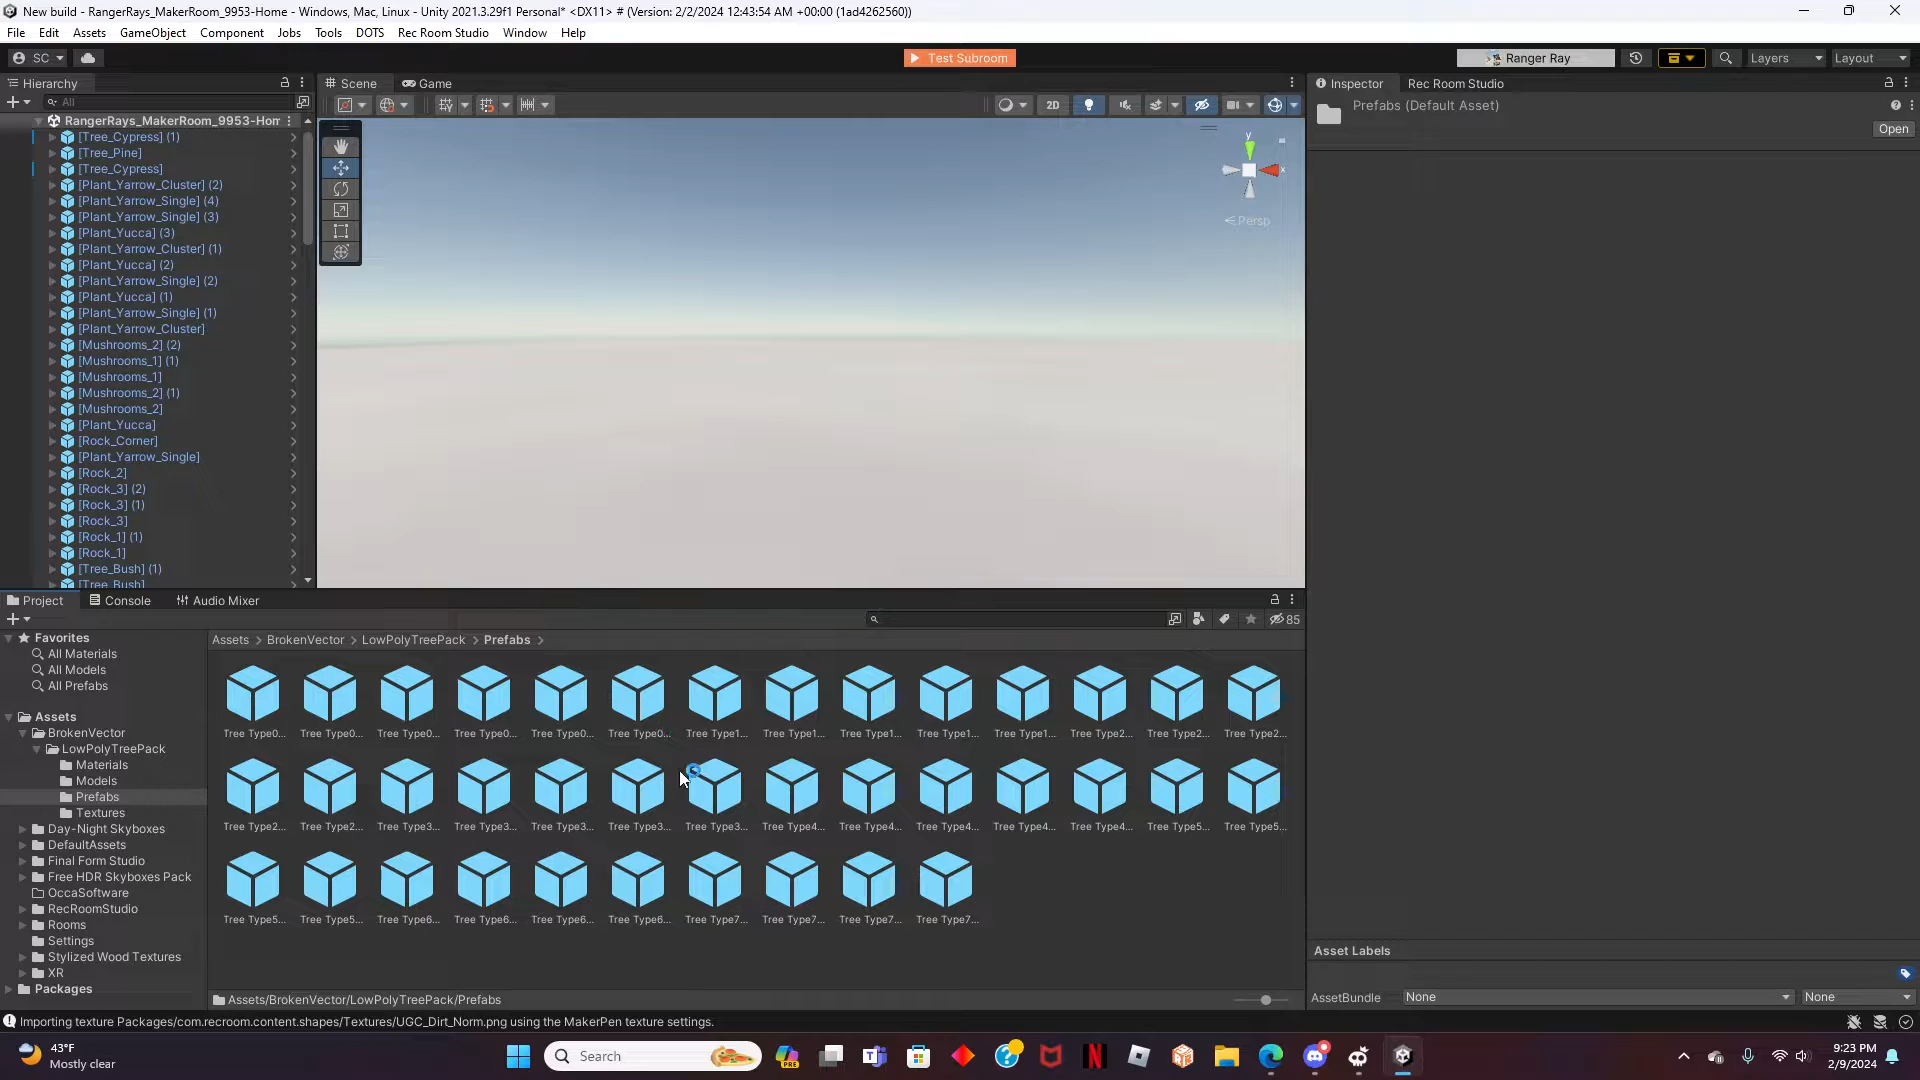 New build - RangerRays_MakerRoom_9953-Home - Windows, Mac, Linux - Unity 2021.3.29f1 Personal* <DX11> # (Version: 2/2/2024 12:43:54 AM +00:00 (1ad4262560))
File Edit Assets GameObject Component Jobs Tools DOTS Rec Room Studio Window Help
SC Test Subroom Ranger Ray Layers Layout
Hierarchy
All
RangerRays_MakerRoom_9953-Hom
[Tree_Cypress] (1)
[Tree_Pine]
[Tree_Cypress]
[Plant_Yarrow_Cluster] (2)
[Plant_Yarrow_Single] (4)
[Plant_Yarrow_Single] (3)
[Plant_Yucca] (3)
[Plant_Yarrow_Cluster] (1)
[Plant_Yucca] (2)
[Plant_Yarrow_Single] (2)
[Plant_Yucca] (1)
[Plant_Yarrow_Single] (1)
[Plant_Yarrow_Cluster]
[Mushrooms_2] (2)
[Mushrooms_1] (1)
[Mushrooms_1]
[Mushrooms_2] (1)
[Mushrooms_2]
[Plant_Yucca]
[Rock_Corner]
[Plant_Yarrow_Single]
[Rock_2]
[Rock_3] (2)
[Rock_3] (1)
[Rock_3]
[Rock_1] (1)
[Rock_1]
[Tree_Bush] (1)
[Tree_Bush]
Scene Game
2D
y
x
Persp
Inspector Rec Room Studio
Prefabs (Default Asset)
Open
Project Console Audio Mixer
85
Favorites
All Materials
All Models
All Prefabs
Assets
BrokenVector
LowPolyTreePack
Materials
Models
Prefabs
Textures
Day-Night Skyboxes
DefaultAssets
Final Form Studio
Free HDR Skyboxes Pack
OccaSoftware
RecRoomStudio
Rooms
Settings
Stylized Wood Textures
XR
Packages
Assets > BrokenVector > LowPolyTreePack > Prefabs >
Tree Type0... Tree Type0... Tree Type0... Tree Type0... Tree Type0... Tree Type0... Tree Type1... Tree Type1... Tree Type1... Tree Type1... Tree Type1... Tree Type2... Tree Type2... Tree Type2...
Tree Type2... Tree Type2... Tree Type3... Tree Type3... Tree Type3... Tree Type3... Tree Type3... Tree Type4... Tree Type4... Tree Type4... Tree Type4... Tree Type4... Tree Type5... Tree Type5...
Tree Type5... Tree Type5... Tree Type6... Tree Type6... Tree Type6... Tree Type6... Tree Type7... Tree Type7... Tree Type7... Tree Type7...
Assets/BrokenVector/LowPolyTreePack/Prefabs
Asset Labels
AssetBundle None None
Importing texture Packages/com.recroom.content.shapes/Textures/UGC_Dirt_Norm.png using the MakerPen texture settings.
43°F
Mostly clear
Search
PRE
9:23 PM
2/9/2024